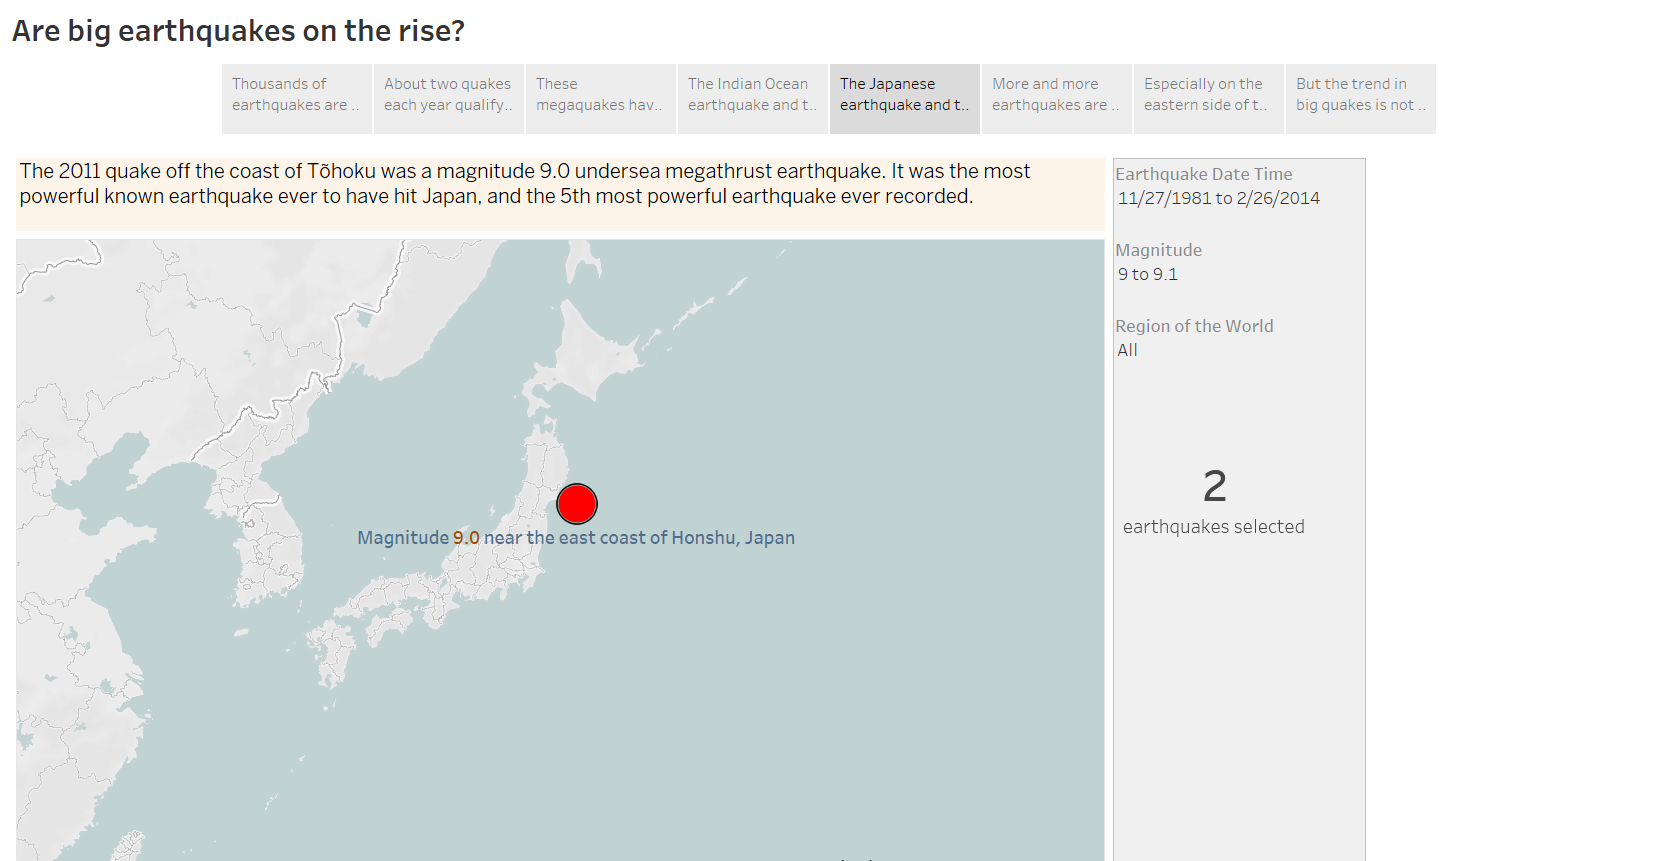 Are big earthquakes on the rise?
Thousands of
earthquakes are ..
About two quakes
each year qualify..
These
megaquakes hav..
The Indian Ocean
earthquake and t..
The Japanese
earthquake and t..
More and more
earthquakes are ..
Especially on the
eastern side of t..
But the trend in
big quakes is not ..
The 2011 quake off the coast of Tõhoku was a magnitude 9.0 undersea megathrust earthquake. It was the most
powerful known earthquake ever to have hit Japan, and the 5th most powerful earthquake ever recorded.
Earthquake Date Time
11/27/1981 to 2/26/2014
Magnitude
9 to 9.1
Region of the World
All
2
earthquakes selected
Magnitude 9.0 near the east coast of Honshu, Japan